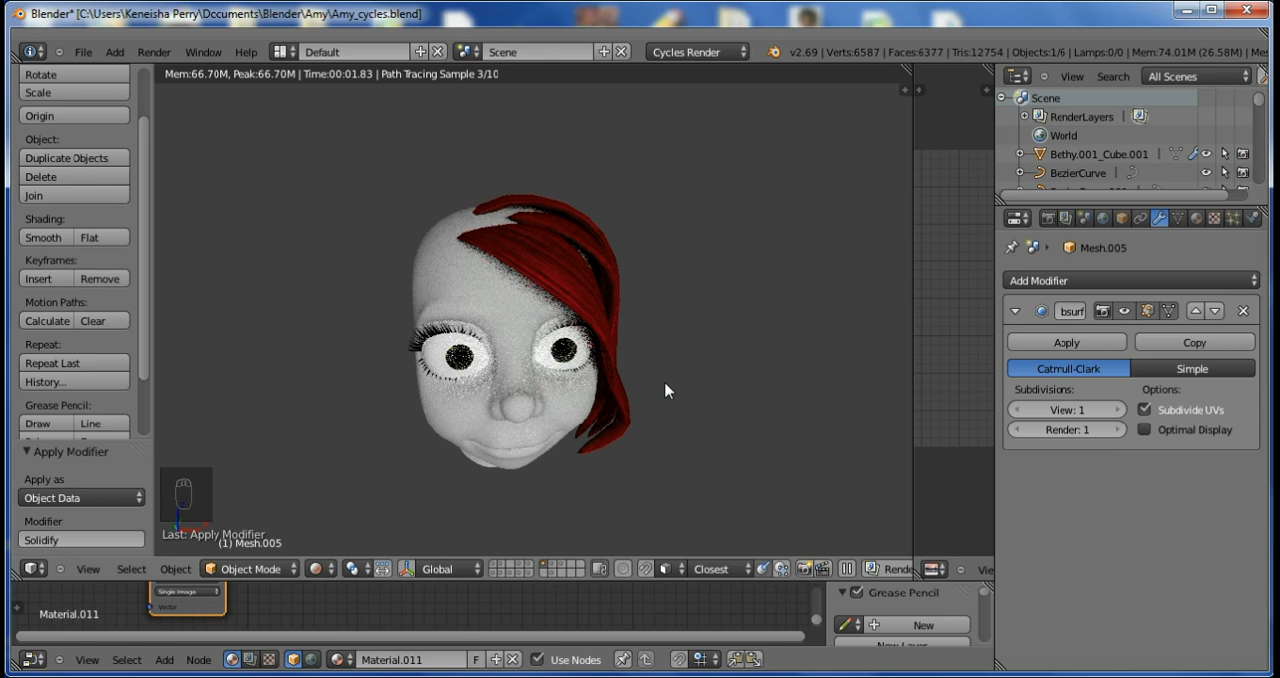 Blender* [C:\Users\Keneisha Perry\Documents\Blender\Amy\Amy_cycles.blend]
File Add Render Window Help Default Scene Cycles Render v2.69 | Verts:6587 | Faces:6377 | Tris:12754 | Objects:1/6 | Lamps:0/0 | Mem:74.01M (26.58M) | Mes
Mem:66.70M, Peak:66.70M | Time:00:01.83 | Path Tracing Sample 3/10
Rotate
Scale
Origin
Object:
Duplicate Objects
Delete
Join
Shading:
Smooth Flat
Keyframes:
Insert Remove
Motion Paths:
Calculate Clear
Repeat:
Repeat Last
History...
Grease Pencil:
Draw Line
Apply Modifier
Apply as
Object Data
Modifier
Solidify
Last: Apply Modifier
(1) Mesh.005
View Select Object Object Mode Global Closest Rende
Vie
View Search All Scenes
Scene
RenderLayers
World
Bethy.001_Cube.001
BezierCurve
Mesh.005
Add Modifier
bsurf
Apply Copy
Catmull-Clark Simple
Subdivisions: Options:
View: 1 Subdivide UVs
Render: 1 Optimal Display
Single Image
Vector
Material.011
Grease Pencil
New
New Layer
View Select Add Node Material.011 F Use Nodes